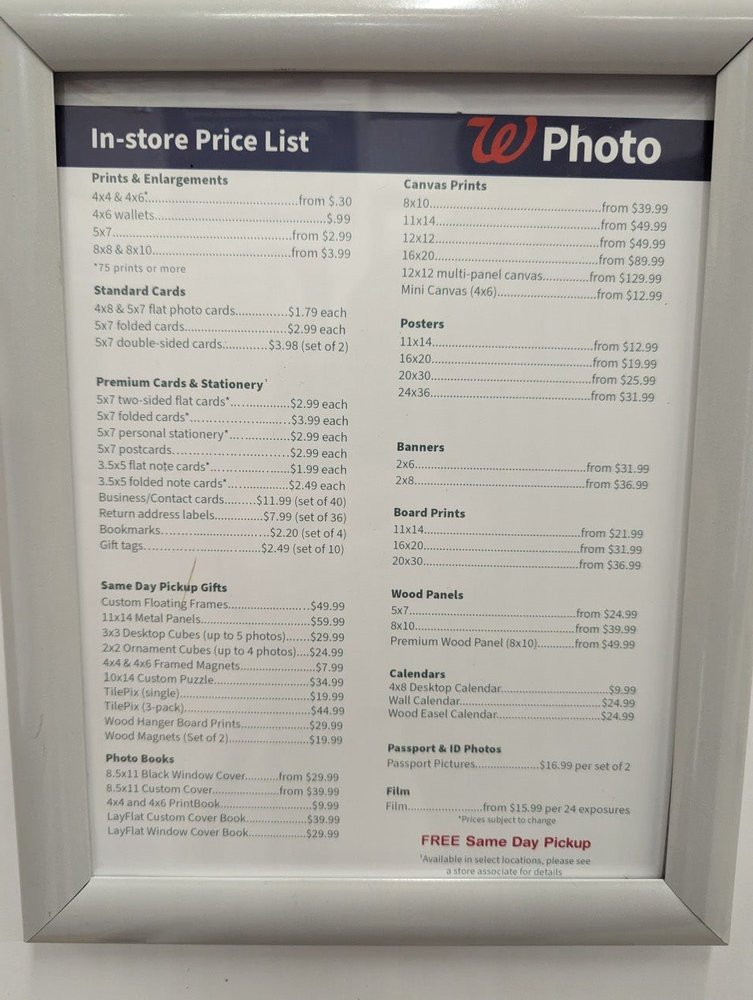 In-store Price List
W Photo
Prints & Enlargements
4x4 & 4x6*.......................................from $.30
4x6 wallets...........................................$.99
5x7..............................................from $2.99
8x8 & 8x10...................................from $3.99
*75 prints or more
Standard Cards
4x8 & 5x7 flat photo cards.............$1.79 each
5x7 folded cards..........................$2.99 each
5x7 double-sided cards............$3.98 (set of 2)
Premium Cards & Stationery¹
5x7 two-sided flat cards*...............$2.99 each
5x7 folded cards*..........................$3.99 each
5x7 personal stationery*...............$2.99 each
5x7 postcards..............................$2.99 each
3.5x5 flat note cards*....................$1.99 each
3.5x5 folded note cards*...............$2.49 each
Business/Contact cards........$11.99 (set of 40)
Return address labels............$7.99 (set of 36)
Bookmarks............................$2.20 (set of 4)
Gift tags..............................$2.49 (set of 10)
Same Day Pickup Gifts
Custom Floating Frames.....................$49.99
11x14 Metal Panels............................$59.99
3x3 Desktop Cubes (up to 5 photos)......$29.99
2x2 Ornament Cubes (up to 4 photos)....$24.99
4x4 & 4x6 Framed Magnets...................$7.99
10x14 Custom Puzzle..........................$34.99
TilePix (single)....................................$19.99
TilePix (3-pack)...................................$44.99
Wood Hanger Board Prints..................$29.99
Wood Magnets (Set of 2)......................$19.99
Photo Books
8.5x11 Black Window Cover.........from $29.99
8.5x11 Custom Cover...................from $39.99
4x4 and 4x6 PrintBook.........................$9.99
LayFlat Custom Cover Book.................$39.99
LayFlat Window Cover Book.................$29.99
Canvas Prints
8x10..............................................from $39.99
11x14............................................from $49.99
12x12............................................from $49.99
16x20............................................from $89.99
12x12 multi-panel canvas.............from $129.99
Mini Canvas (4x6)..........................from $12.99
Posters
11x14............................................from $12.99
16x20............................................from $19.99
20x30............................................from $25.99
24x36............................................from $31.99
Banners
2x6...............................................from $31.99
2x8...............................................from $36.99
Board Prints
11x14............................................from $21.99
16x20............................................from $31.99
20x30............................................from $36.99
Wood Panels
5x7...............................................from $24.99
8x10..............................................from $39.99
Premium Wood Panel (8x10)..........from $49.99
Calendars
4x8 Desktop Calendar............................$9.99
Wall Calendar......................................$24.99
Wood Easel Calendar............................$24.99
Passport & ID Photos
Passport Pictures..................$16.99 per set of 2
Film
Film.....................from $15.99 per 24 exposures
*Prices subject to change
FREE Same Day Pickup
¹Available in select locations, please see
a store associate for details